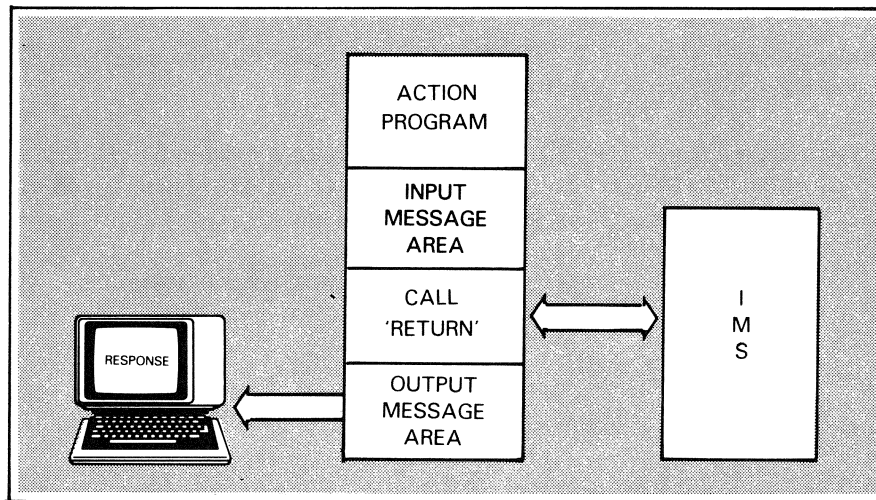 ACTION
PROGRAM
INPUT
MESSAGE
AREA
CALL
'RETURN'
OUTPUT
MESSAGE
AREA
RESPONSE
I
M
S